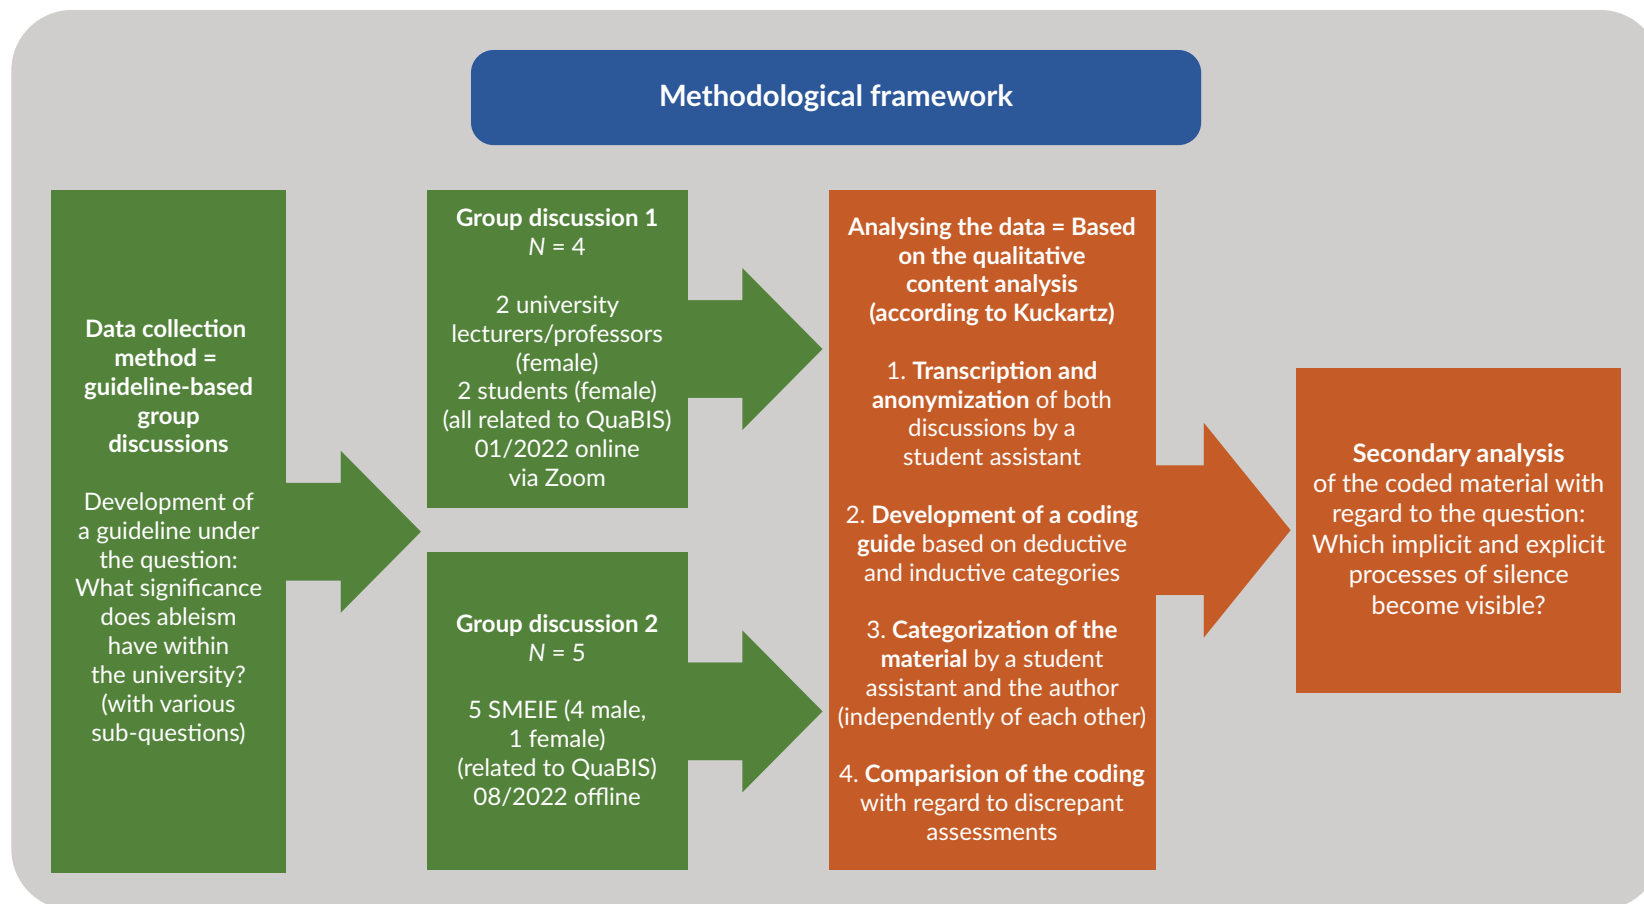 Methodological framework
Data collection
method =
guideline-based
group
discussions
Development of
a guideline under
the question:
What significance
does ableism
have within
the university?
(with various
sub-questions)
Group discussion 1
N = 4
2 university
lecturers/professors
(female)
2 students (female)
(all related to QuaBIS)
01/2022 online
via Zoom
Group discussion 2
N = 5
5 SMEIE (4 male,
1 female)
(related to QuaBIS)
08/2022 offline
Analysing the data = Based
on the qualitative
content analysis
(according to Kuckartz)
1. Transcription and
anonymization of both
discussions by a
student assistant
2. Development of a coding
guide based on deductive
and inductive categories
3. Categorization of the
material by a student
assistant and the author
(independently of each other)
4. Comparision of the coding
with regard to discrepant
assessments
Secondary analysis
of the coded material with
regard to the question:
Which implicit and explicit
processes of silence
become visible?